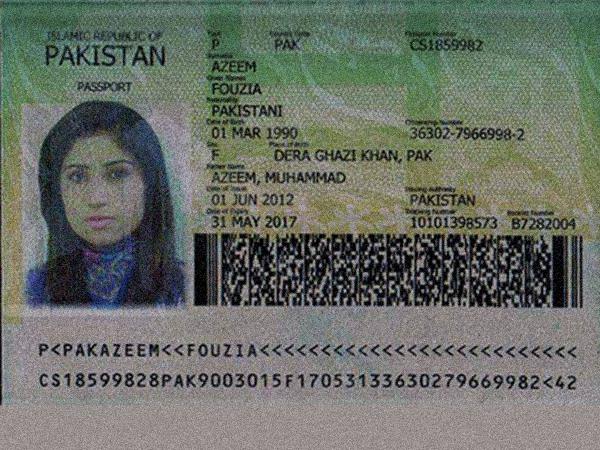 ISLAMIC REPUBLIC OF
PAKISTAN
PASSPORT
Type Country Code Passport Number
P PAK CS1859982
Surname
AZEEM
Given Names
FOUZIA
Nationality
PAKISTANI
Date of Birth Citizenship Number
01 MAR 1990 36302-7966998-2
Sex Place of Birth
F DERA GHAZI KHAN, PAK
Father Name
AZEEM, MUHAMMAD
Date of Issue Issuing Authority
01 JUN 2012 PAKISTAN
Date of Expiry Tracking Number Booklet Number
31 MAY 2017 10101398573 B7282004
P<PAKAZEEM<<FOUZIA<<<<<<<<<<<<<<<<<<<<<<<<<<
CS18599828PAK9003015F17053133630279669982<42